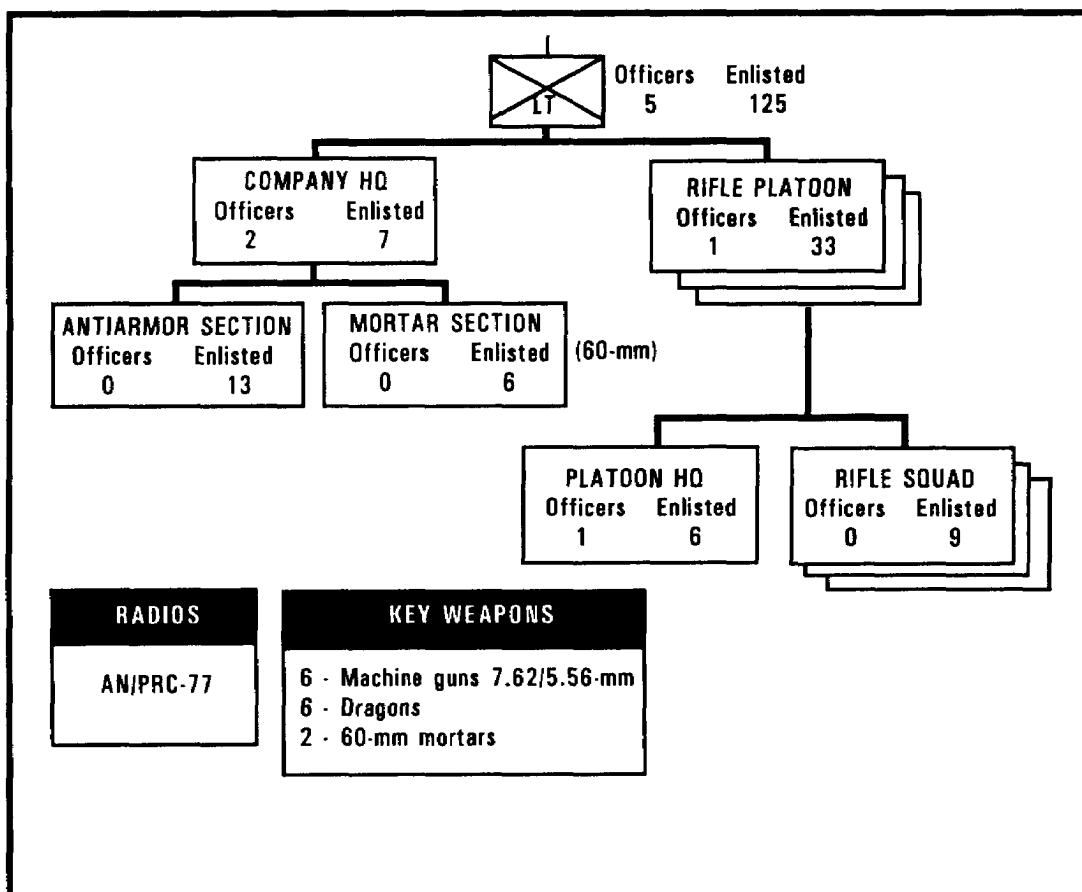 LT
Officers Enlisted
5 125
COMPANY HQ
Officers Enlisted
2 7
RIFLE PLATOON
Officers Enlisted
1 33
ANTIARMOR SECTION
Officers Enlisted
0 13
MORTAR SECTION
Officers Enlisted
0 6
(60-mm)
PLATOON HQ
Officers Enlisted
1 6
RIFLE SQUAD
Officers Enlisted
0 9
RADIOS
AN/PRC-77
KEY WEAPONS
6 - Machine guns 7.62/5.56-mm
6 - Dragons
2 - 60-mm mortars